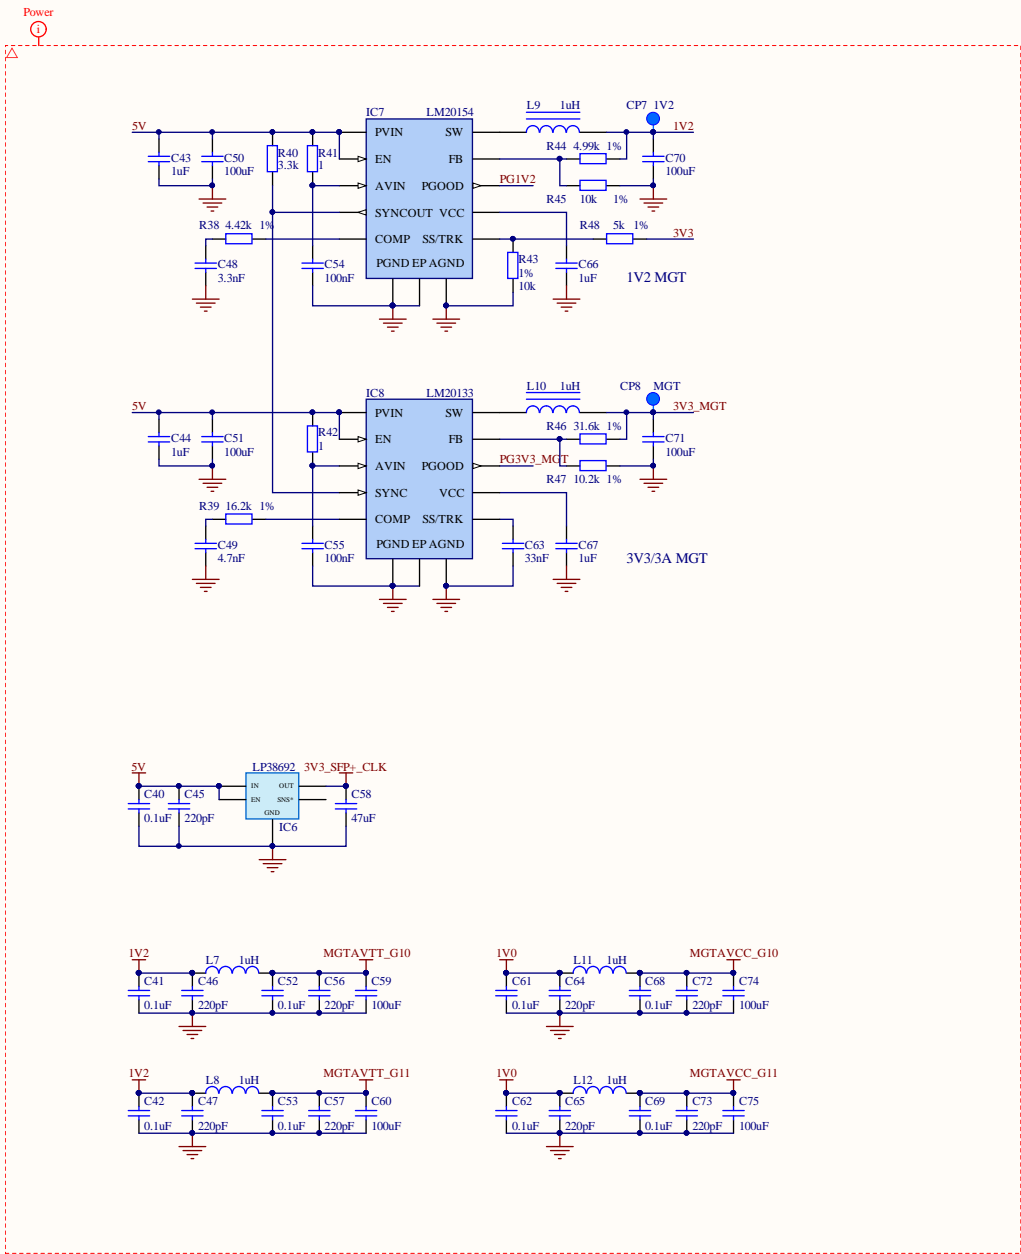 Power
i
IC7 LM20154
L9 1uH
CP7 1V2
5V
PVIN SW
1V2
C43
1uF
C50
100uF
R40
3.3k
R41
1
EN FB
R44 4.99k 1%
C70
100uF
AVIN PGOOD
PG1V2
R45 10k 1%
SYNCOUT VCC
R38 4.42k 1%
COMP SS/TRK
R48 5k 1%
3V3
C48
3.3nF
C54
100nF
PGND EP AGND
R43
1%
10k
C66
1uF
1V2 MGT
IC8 LM20133
L10 1uH
CP8 MGT
5V
PVIN SW
3V3_MGT
C44
1uF
C51
100uF
R42
1
EN FB
R46 31.6k 1%
C71
100uF
AVIN PGOOD
PG3V3_MGT
R47 10.2k 1%
SYNC VCC
R39 16.2k 1%
COMP SS/TRK
C49
4.7nF
C55
100nF
PGND EP AGND
C63
33nF
C67
1uF
3V3/3A MGT
5V
LP38692
3V3_SFP+_CLK
C40
0.1uF
C45
220pF
IN OUT
EN SNS*
GND
IC6
C58
47uF
1V2 L7 1uH MGTAVTT_G10
C41 C46 C52 C56 C59
0.1uF 220pF 0.1uF 220pF 100uF
1V0 L11 1uH MGTAVCC_G10
C61 C64 C68 C72 C74
0.1uF 220pF 0.1uF 220pF 100uF
1V2 L8 1uH MGTAVTT_G11
C42 C47 C53 C57 C60
0.1uF 220pF 0.1uF 220pF 100uF
1V0 L12 1uH MGTAVCC_G11
C62 C65 C69 C73 C75
0.1uF 220pF 0.1uF 220pF 100uF